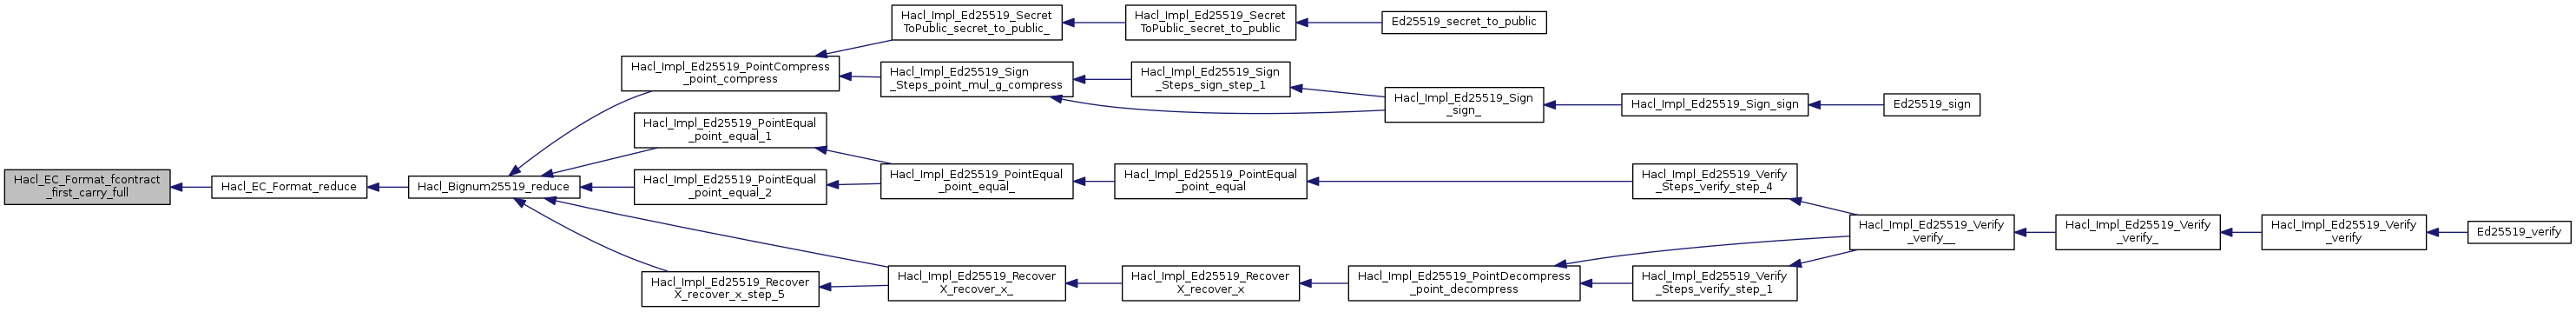 Hacl_EC_Format_fcontract
_first_carry_full
Hacl_EC_Format_reduce
Hacl_Bignum25519_reduce
Hacl_Impl_Ed25519_PointCompress
_point_compress
Hacl_Impl_Ed25519_Secret
ToPublic_secret_to_public_
Hacl_Impl_Ed25519_Secret
ToPublic_secret_to_public
Ed25519_secret_to_public
Hacl_Impl_Ed25519_Sign
_Steps_point_mul_g_compress
Hacl_Impl_Ed25519_Sign
_Steps_sign_step_1
Hacl_Impl_Ed25519_Sign
_sign_
Hacl_Impl_Ed25519_Sign_sign
Ed25519_sign
Hacl_Impl_Ed25519_PointEqual
_point_equal_1
Hacl_Impl_Ed25519_PointEqual
_point_equal_2
Hacl_Impl_Ed25519_PointEqual
_point_equal_
Hacl_Impl_Ed25519_PointEqual
_point_equal
Hacl_Impl_Ed25519_Verify
_Steps_verify_step_4
Hacl_Impl_Ed25519_Verify
_verify__
Hacl_Impl_Ed25519_Verify
_verify_
Hacl_Impl_Ed25519_Verify
_verify
Ed25519_verify
Hacl_Impl_Ed25519_Recover
X_recover_x_step_5
Hacl_Impl_Ed25519_Recover
X_recover_x_
Hacl_Impl_Ed25519_Recover
X_recover_x
Hacl_Impl_Ed25519_PointDecompress
_point_decompress
Hacl_Impl_Ed25519_Verify
_Steps_verify_step_1